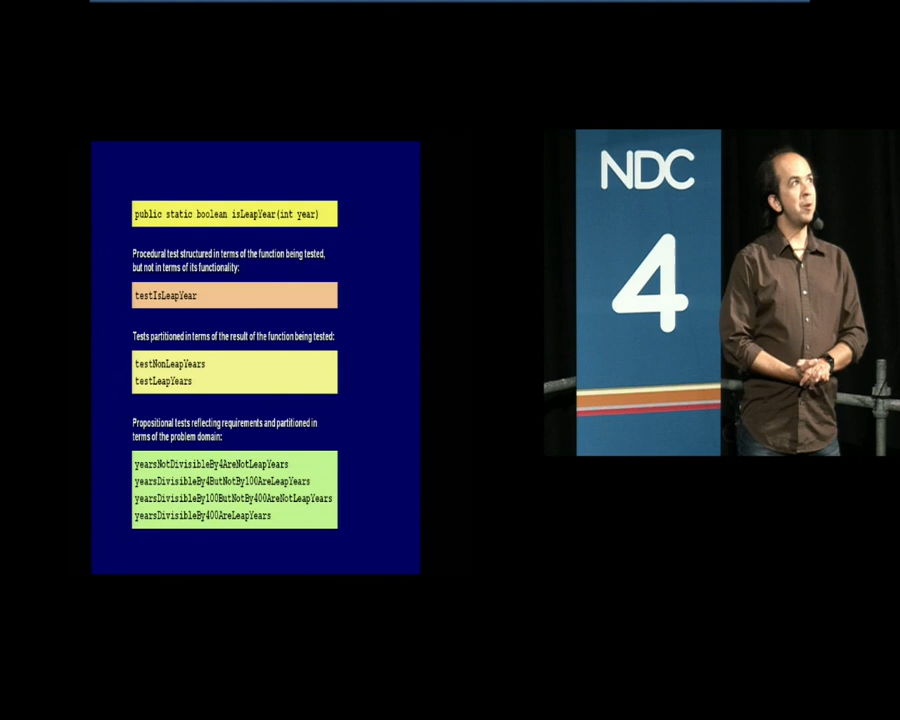 public static boolean isLeapYear(int year)
Procedural test structured in terms of the function being tested,
but not in terms of its functionality:
testIsLeapYear
Tests partitioned in terms of the result of the function being tested:
testNonLeapYears
testLeapYears
Propositional tests reflecting requirements and partitioned in
terms of the problem domain:
yearsNotDivisibleBy4AreNotLeapYears
yearsDivisibleBy4ButNotBy100AreLeapYears
yearsDivisibleBy100ButNotBy400AreNotLeapYears
yearsDivisibleBy400AreLeapYears
NDC
4